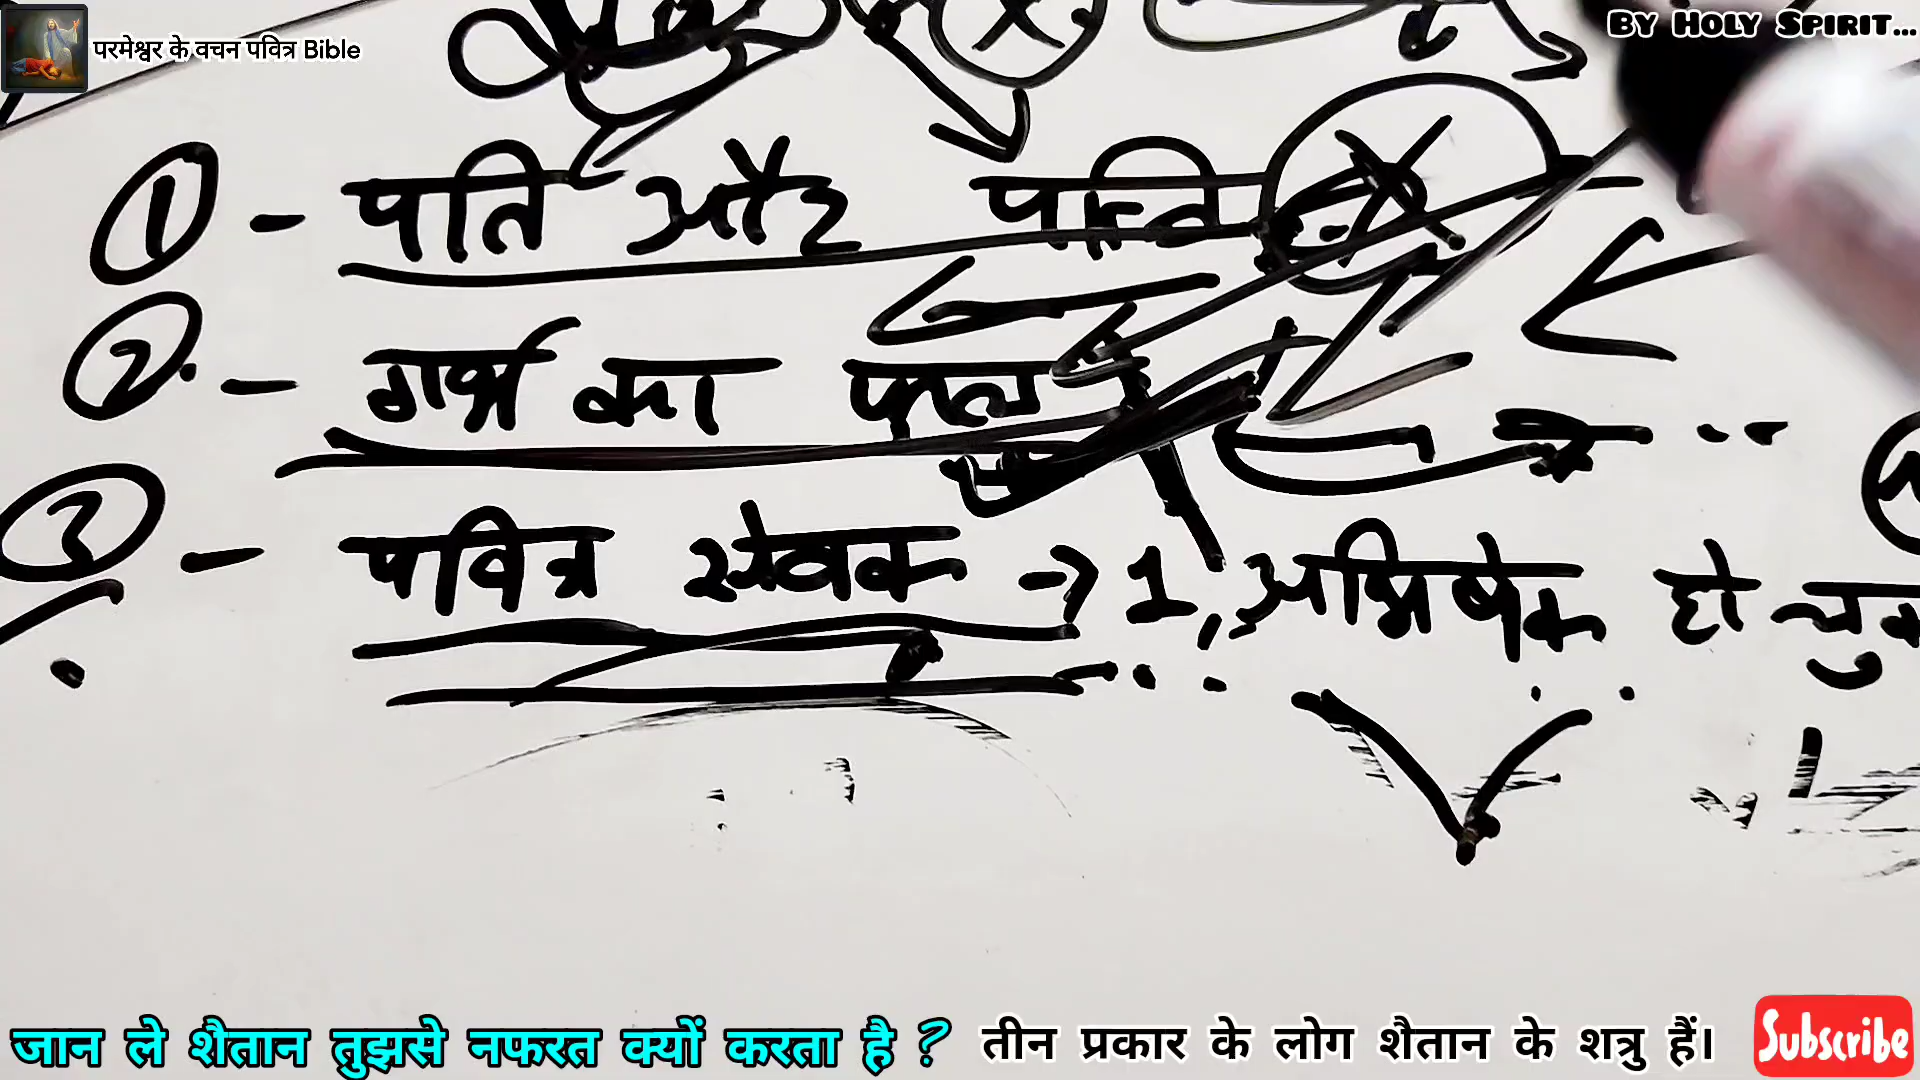 परमेश्वर के वचन पवित्र Bible
By Holy Spirit...
① - पति और पत्नि
② - गर्भ का फल
③ - पवित्र सेवक → 1, अभिषेक हो
जान ले शैतान तुझसे नफरत क्यों करता है ? तीन प्रकार के लोग शैतान के शत्रु हैं।
Subscribe